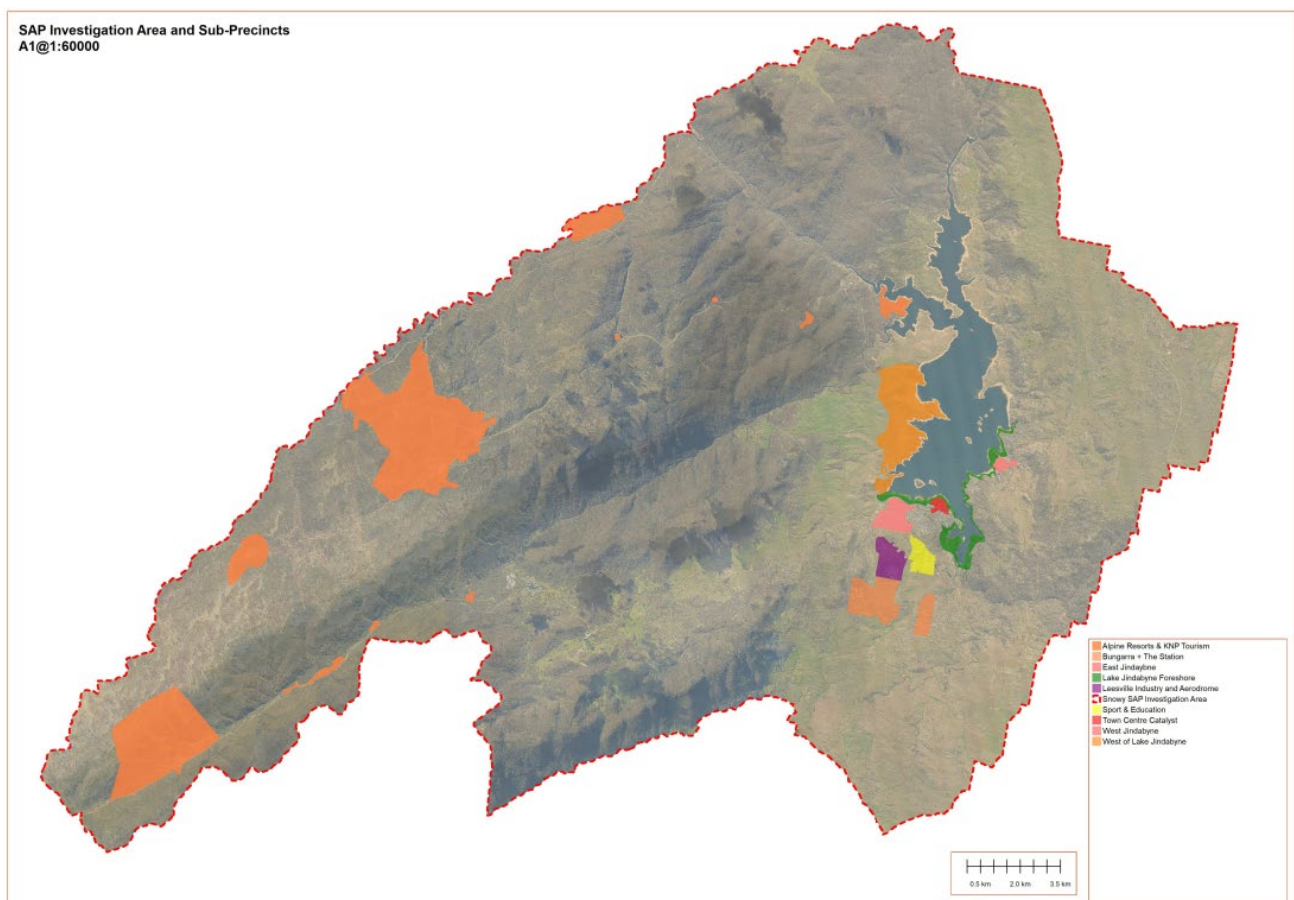 SAP Investigation Area and Sub-Precincts
A1@1:60000
Alpine Resorts & KNP Tourism
Bungarra + The Station
East Jindaybne
Lake Jindabyne Foreshore
Leesville Industry and Aerodrome
Snowy SAP Investigation Area
Sport & Education
Town Centre Catalyst
West Jindabyne
West of Lake Jindabyne
0.5 km 2.0 km 3.5 km